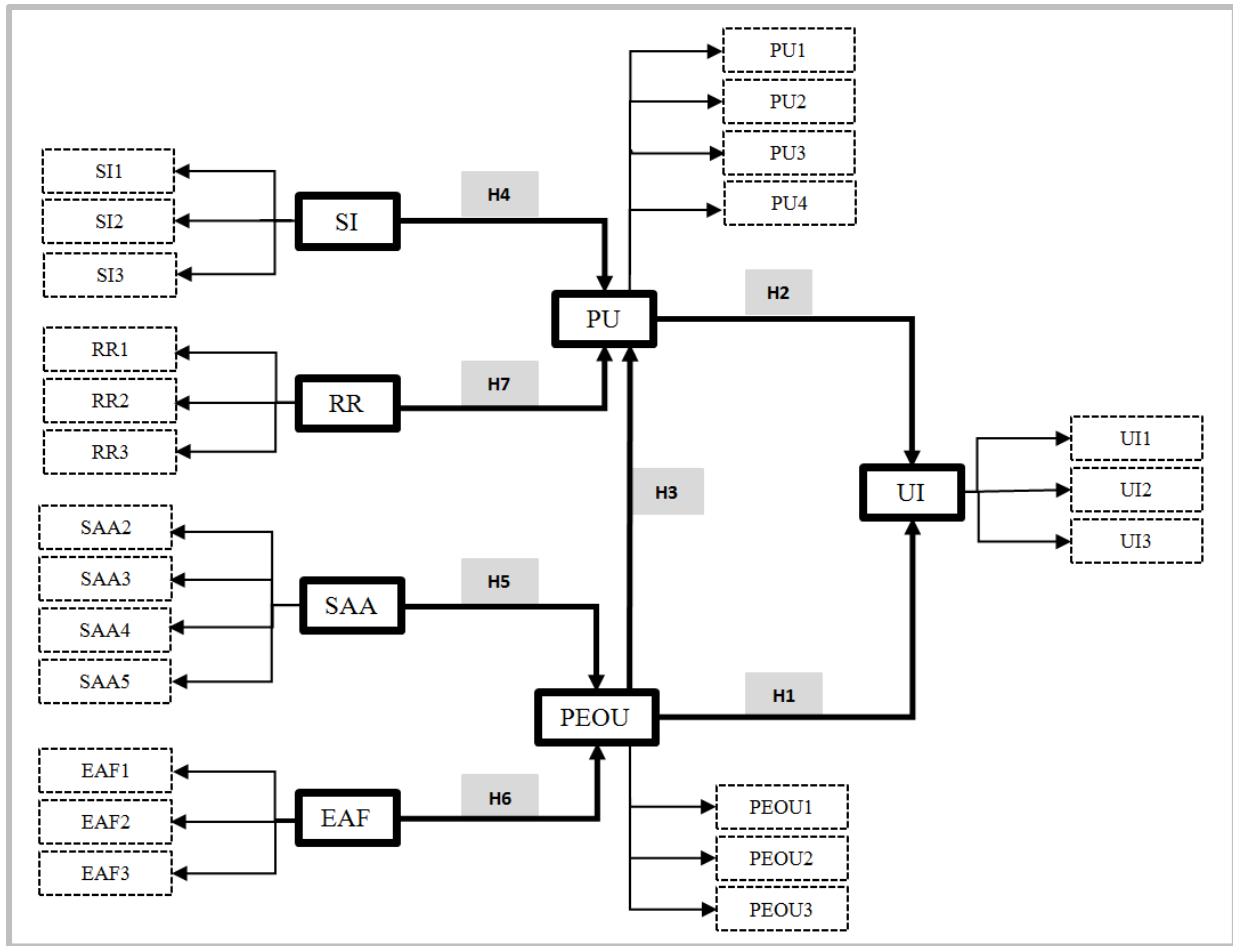 PU1
PU2
PU3
PU4
SI1
SI2
SI3
SI
H4
PU
H2
RR1
RR2
RR3
RR
H7
H3
UI
UI1
UI2
UI3
SAA2
SAA3
SAA4
SAA5
SAA
H5
PEOU
H1
EAF1
EAF2
EAF3
EAF
H6
PEOU1
PEOU2
PEOU3